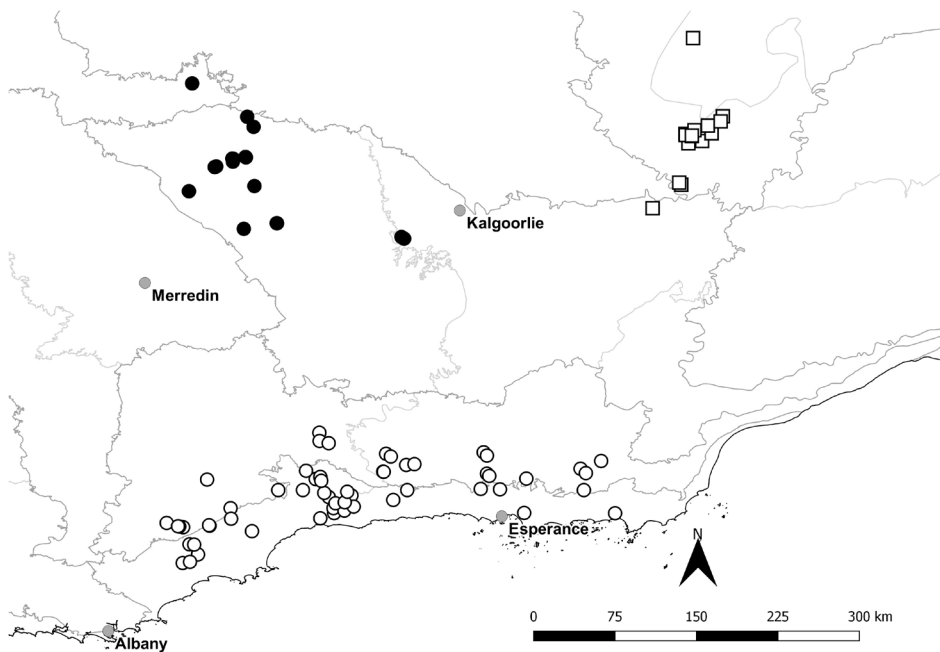 Kalgoorlie
Merredin
Esperance
N
Albany
0 75 150 225 300 km